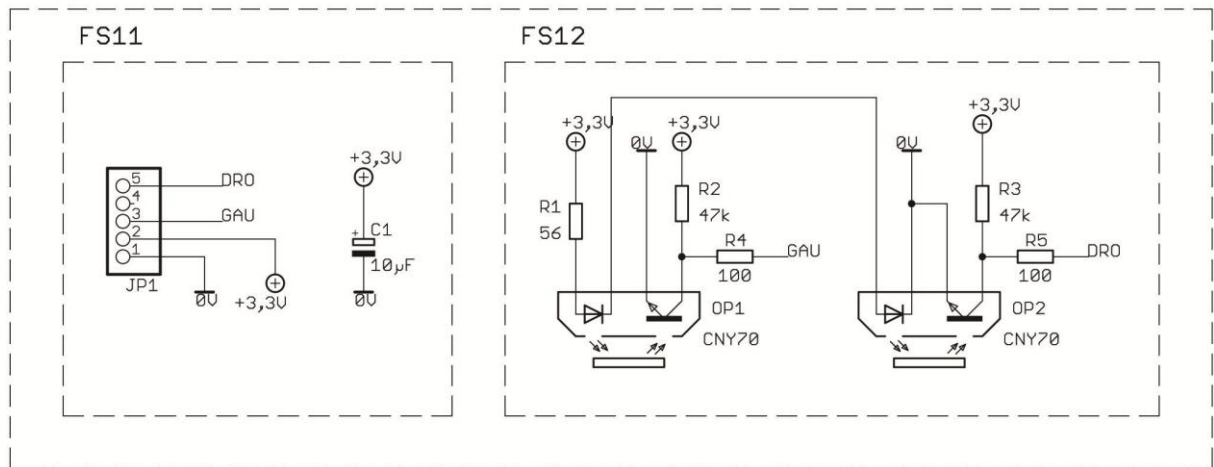 FS11
5
DRO
4
3
GAU
2
1
JP1
0V
+3,3V
+3,3V
+
C1
10µF
0V
FS12
+3,3V
R1
56
0V
+3,3V
R2
47k
R4
100
GAU
OP1
CNY70
0V
+3,3V
R3
47k
R5
100
DRO
OP2
CNY70